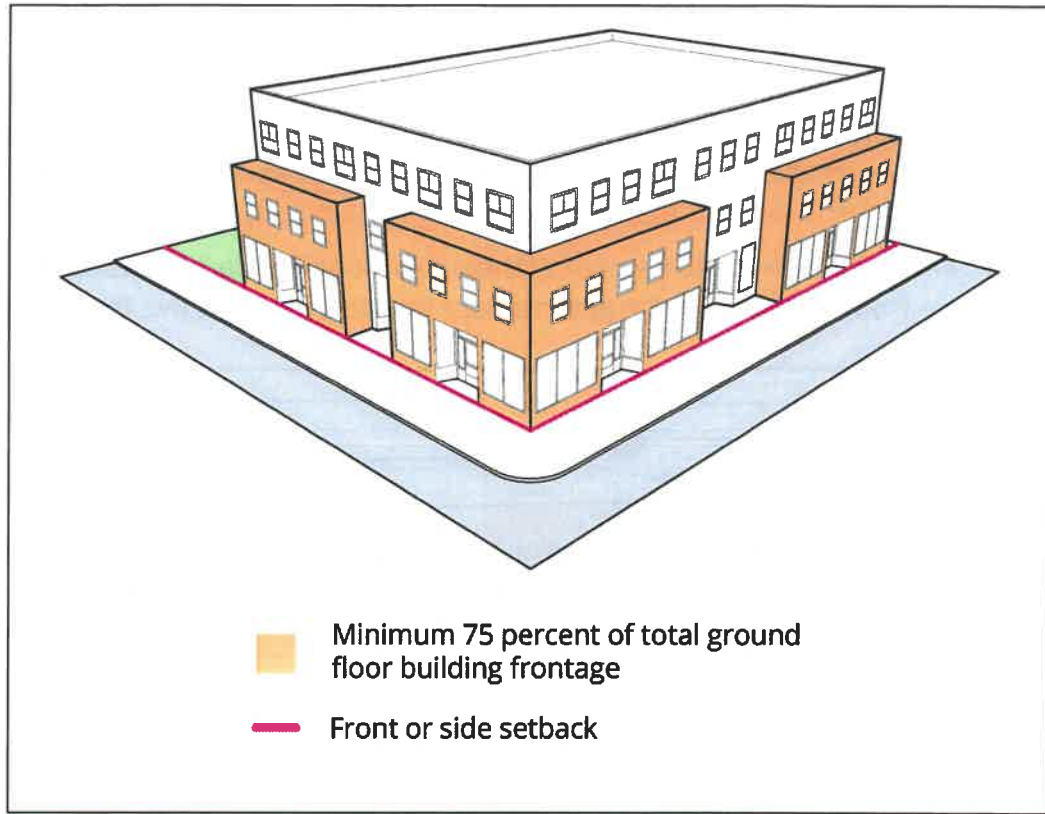 Minimum 75 percent of total ground
floor building frontage
Front or side setback